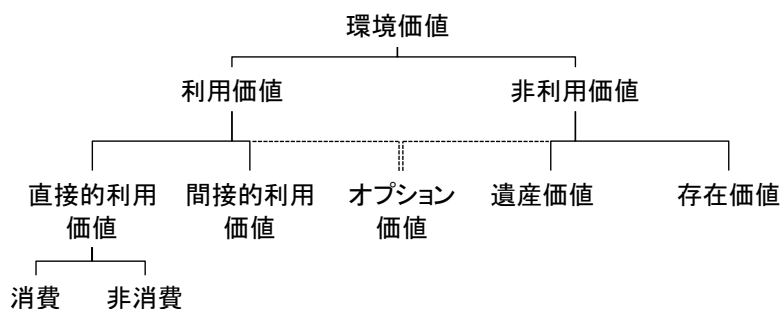 環境価値
利用価値
非利用価値
直接的利用
価値
間接的利用
価値
オプション
価値
遺産価値
存在価値
消費
非消費